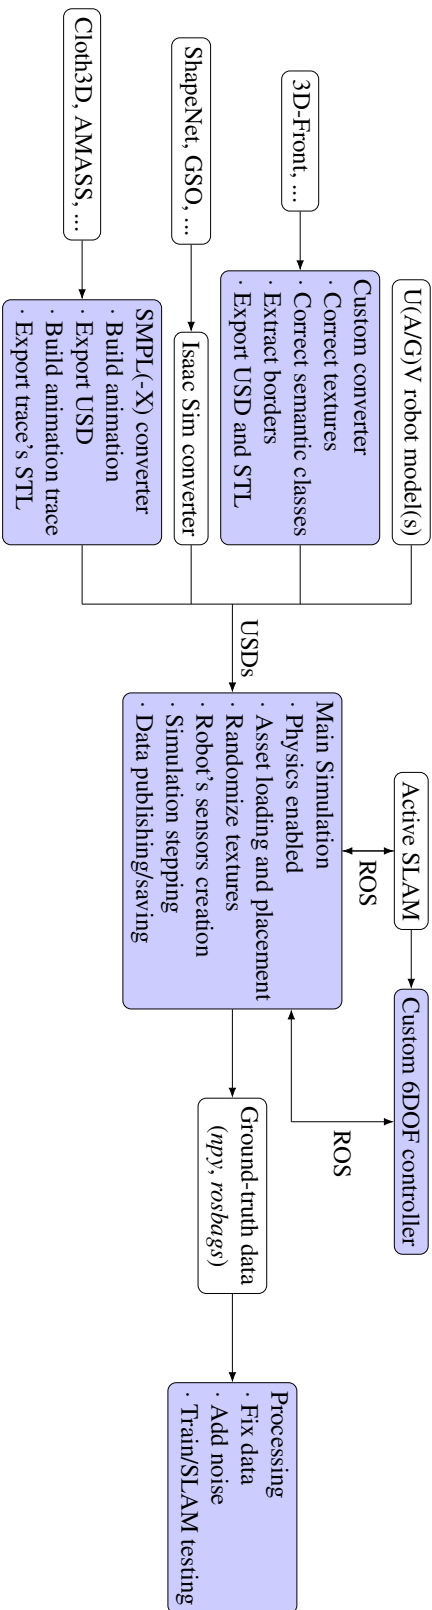 U(A/G)V robot model(s)
3D-Front, ...
Custom converter
· Correct textures
· Correct semantic classes
· Extract borders
· Export USD and STL
ShapeNet, GSO, ...
Isaac Sim converter
Cloth3D, AMASS, ...
SMPL(-X) converter
· Build animation
· Export USD
· Build animation trace
· Export trace's STL
USDs
Active SLAM
ROS
Custom 6DOF controller
ROS
Main Simulation
· Physics enabled
· Asset loading and placement
· Randomize textures
· Robot's sensors creation
· Simulation stepping
· Data publishing/saving
Ground-truth data
(npy, rosbags)
Processing
· Fix data
· Add noise
· Train/SLAM testing